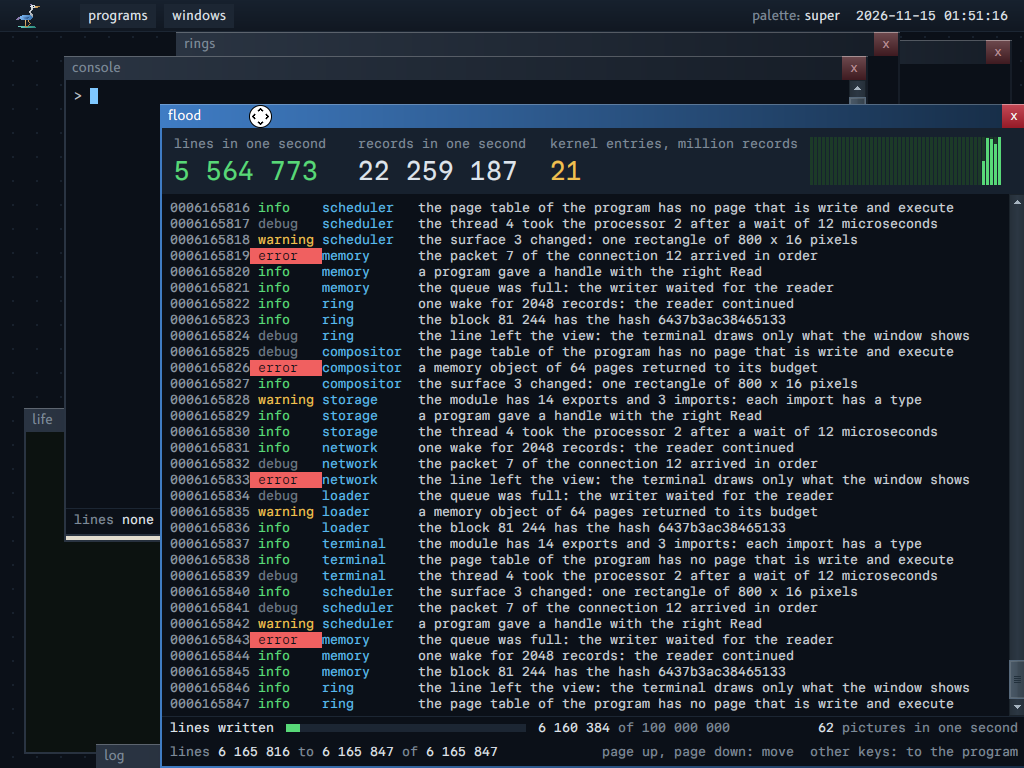 programs windows palette: super 2026-11-15 01:51:16
rings x
x
console x
>
flood x
lines in one second records in one second kernel entries, million records
5 564 773 22 259 187 21
0006165816 info scheduler the page table of the program has no page that is write and execute
0006165817 debug scheduler the thread 4 took the processor 2 after a wait of 12 microseconds
0006165818 warning scheduler the surface 3 changed: one rectangle of 800 x 16 pixels
0006165819 error memory the packet 7 of the connection 12 arrived in order
0006165820 info memory a program gave a handle with the right Read
0006165821 info memory the queue was full: the writer waited for the reader
0006165822 info ring one wake for 2048 records: the reader continued
0006165823 info ring the block 81 244 has the hash 6437b3ac38465133
0006165824 debug ring the line left the view: the terminal draws only what the window shows
0006165825 debug compositor the page table of the program has no page that is write and execute
0006165826 error compositor a memory object of 64 pages returned to its budget
0006165827 info compositor the surface 3 changed: one rectangle of 800 x 16 pixels
0006165828 warning storage the module has 14 exports and 3 imports: each import has a type
0006165829 info storage a program gave a handle with the right Read
0006165830 info storage the thread 4 took the processor 2 after a wait of 12 microseconds
0006165831 info network one wake for 2048 records: the reader continued
0006165832 debug network the packet 7 of the connection 12 arrived in order
0006165833 error network the line left the view: the terminal draws only what the window shows
0006165834 debug loader the queue was full: the writer waited for the reader
0006165835 warning loader a memory object of 64 pages returned to its budget
0006165836 info loader the block 81 244 has the hash 6437b3ac38465133
0006165837 info terminal the module has 14 exports and 3 imports: each import has a type
0006165838 info terminal the page table of the program has no page that is write and execute
0006165839 debug terminal the thread 4 took the processor 2 after a wait of 12 microseconds
0006165840 info scheduler the surface 3 changed: one rectangle of 800 x 16 pixels
0006165841 debug scheduler the packet 7 of the connection 12 arrived in order
0006165842 warning scheduler a program gave a handle with the right Read
0006165843 error memory the queue was full: the writer waited for the reader
0006165844 info memory one wake for 2048 records: the reader continued
0006165845 info memory the block 81 244 has the hash 6437b3ac38465133
0006165846 info ring the line left the view: the terminal draws only what the window shows
0006165847 info ring the page table of the program has no page that is write and execute
lines written 6 160 384 of 100 000 000 62 pictures in one second
lines 6 165 816 to 6 165 847 of 6 165 847 page up, page down: move other keys: to the program
life
lines none
log